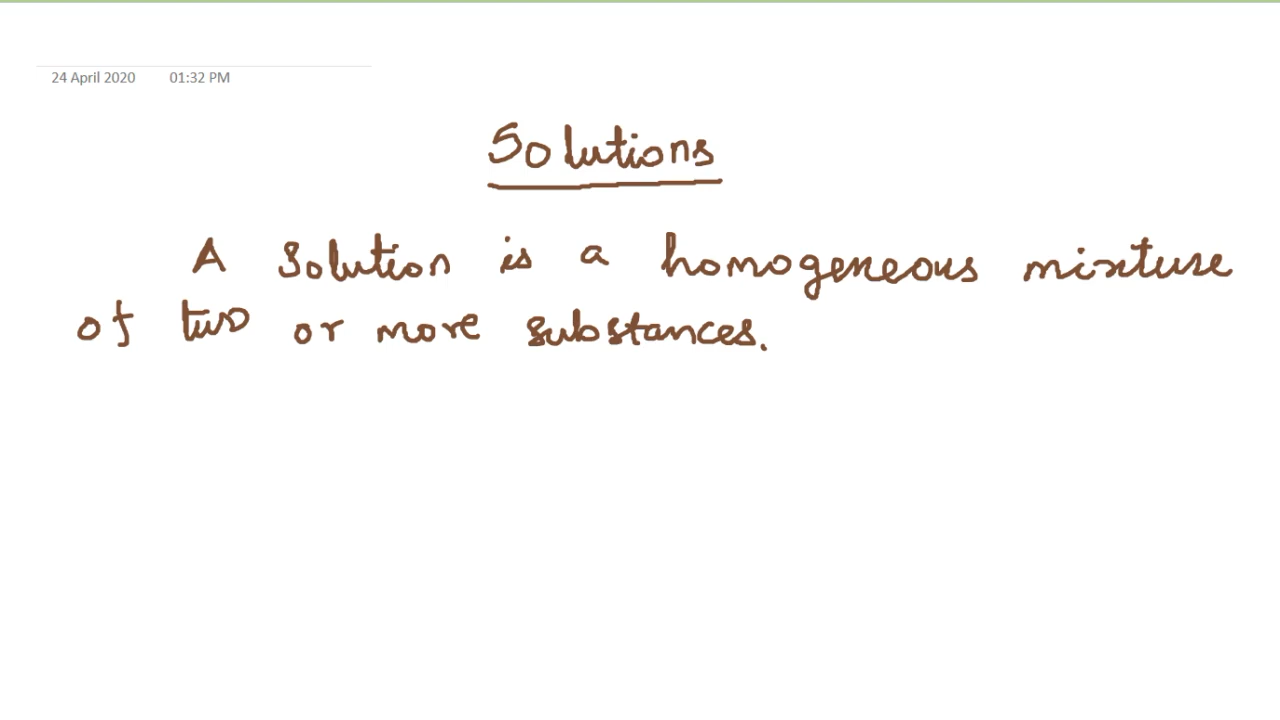 24 April 2020 01:32 PM
Solutions
A Solution is a homogeneous mixture
of two or more substances.